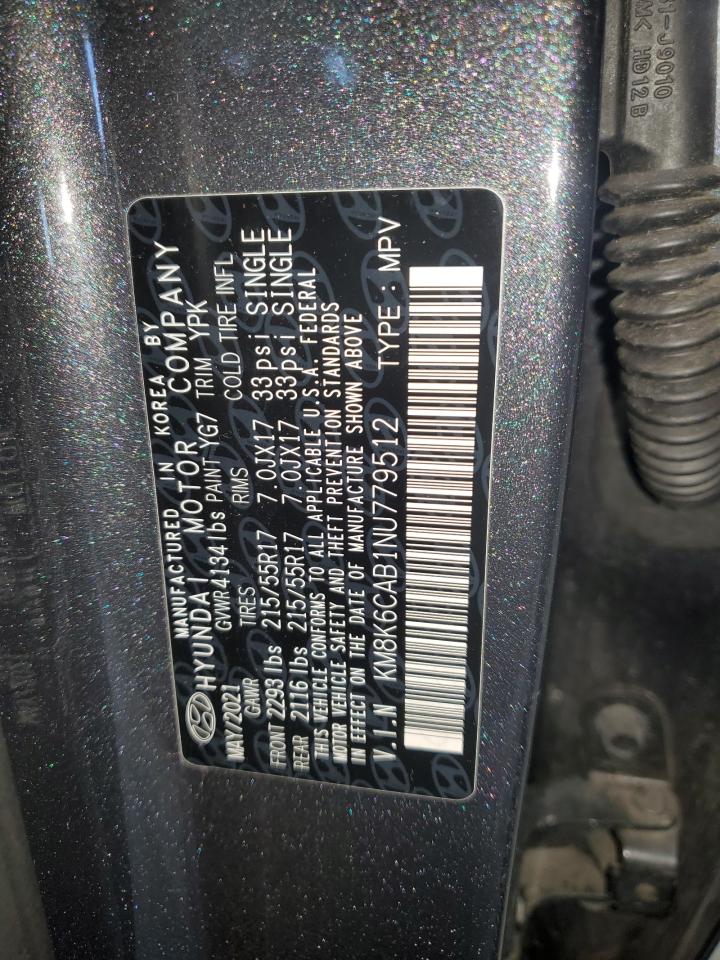 MANUFACTURED IN KOREA BY
HYUNDAI MOTOR COMPANY
MAY/2021 GVWR 4134lbs PAINT YG7 TRIM YPK
GAWR TIRES RIMS COLD TIRE INFL
FRONT 2293 lbs 215/55R17 7.0JX17 33psi SINGLE
REAR 2116 lbs 215/55R17 7.0JX17 33psi SINGLE
THIS VEHICLE CONFORMS TO ALL APPLICABLE U.S.A. FEDERAL
MOTOR VEHICLE SAFETY AND THEFT PREVENTION STANDARDS
IN EFFECT ON THE DATE OF MANUFACTURE SHOWN ABOVE
V.I.N KM8K6CAB1NU779512 TYPE : MPV
HD12B